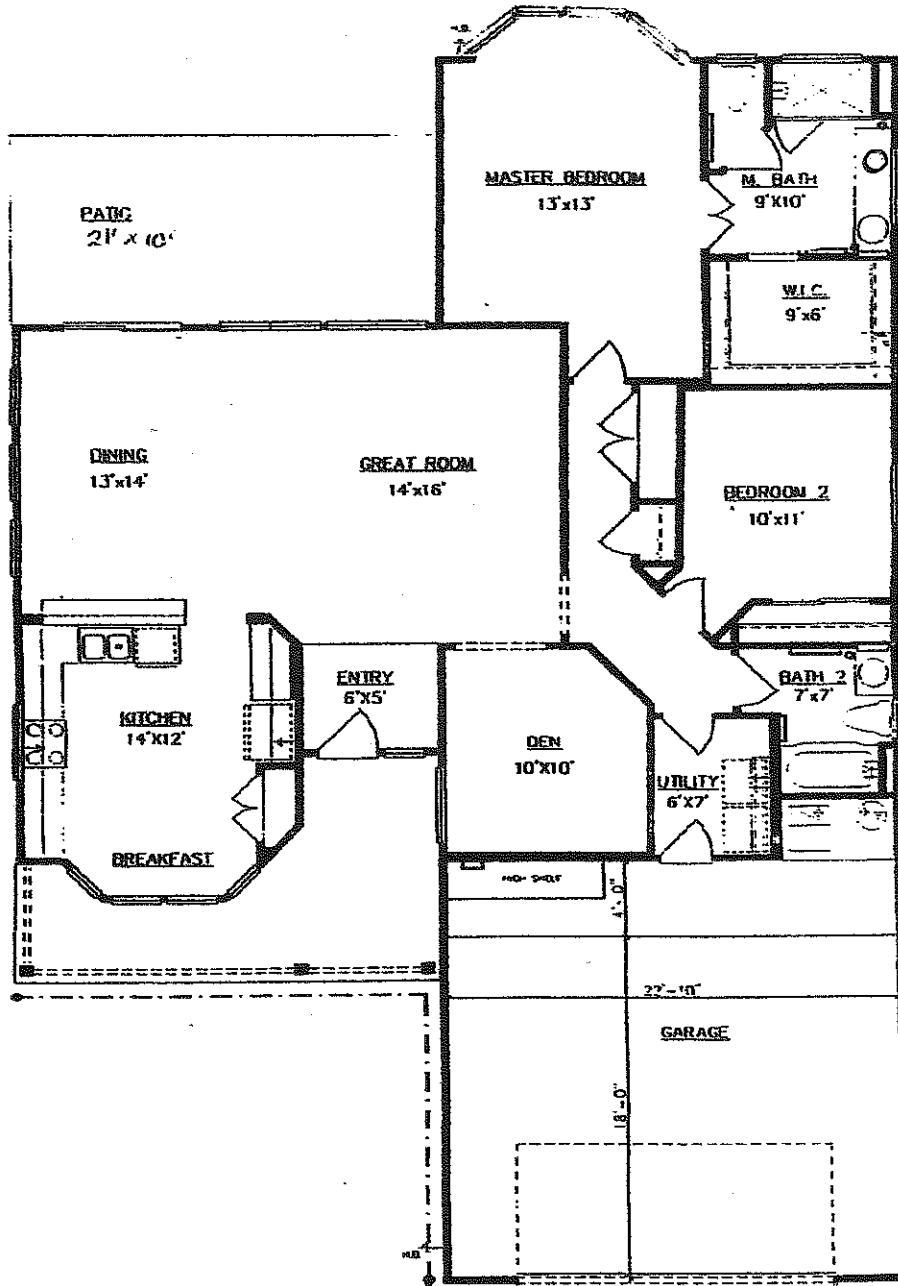 MASTER BEDROOM
13'x13'
M. BATH
9'X10'
PATIO
21' x 10'
W.I.C.
9'x6'
DINING
13'x14'
GREAT ROOM
14'x16'
BEDROOM 2
10'x11'
ENTRY
6'X5'
BATH 2
7'x7'
KITCHEN
14'X12'
DEN
10'X10'
UTILITY
6'X7'
BREAKFAST
HIGH SHELF
4'-0"
22'-10"
GARAGE
18'-0"